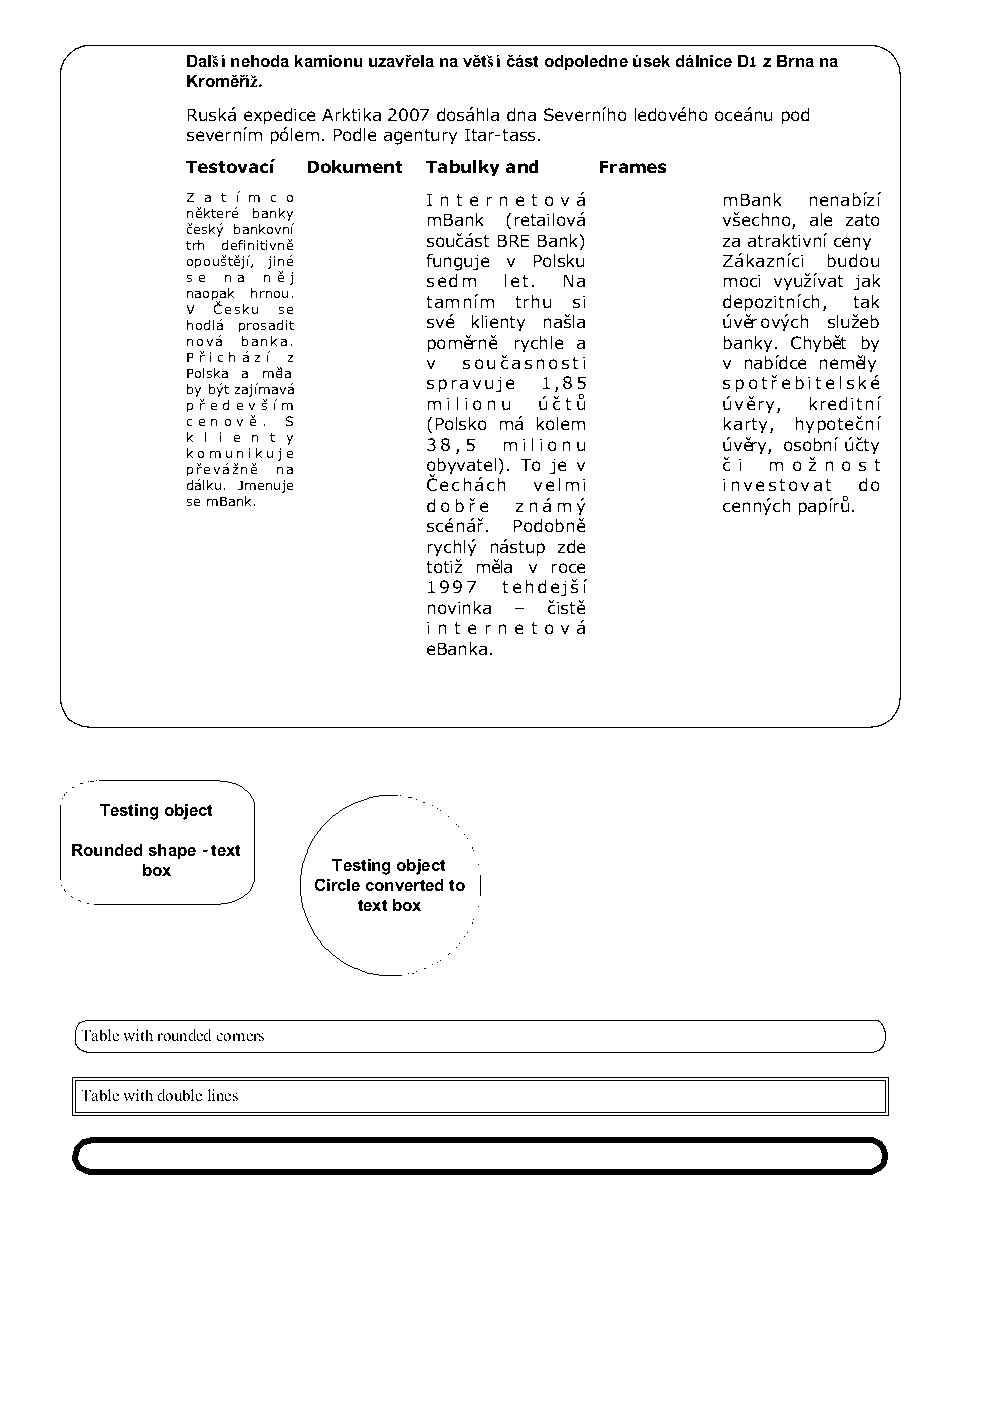 Další nehoda kamionu uzavřela na větší část odpoledne úsek dálnice D1 z Brna na
Kroměříž.
Ruská expedice Arktika 2007 dosáhla dna Severního ledového oceánu pod
severním pólem. Podle agentury Itar-tass.
Testovací Dokument Tabulky and Frames
Zatímco
některé banky
český bankovní
trh definitivně
opouštějí, jiné
se na něj
naopak hrnou.
V Česku se
hodlá prosadit
nová banka.
Přichází z
Polska a měla
by být zajímavá
především
cenově. S
klienty
komunikuje
převážně na
dálku. Jmenuje
se mBank.
Internetová
mBank (retailová
součást BRE Bank)
funguje v Polsku
sedm let. Na
tamním trhu si
své klienty našla
poměrně rychle a
v současnosti
spravuje 1,85
milionu účtů
(Polsko má kolem
38,5 milionu
obyvatel). To je v
Čechách velmi
dobře známý
scénář. Podobně
rychlý nástup zde
totiž měla v roce
1997 tehdejší
novinka – čistě
internetová
eBanka.
mBank nenabízí
všechno, ale zato
za atraktivní ceny
Zákazníci budou
moci využívat jak
depozitních, tak
úvěrových služeb
banky. Chybět by
v nabídce neměly
spotřebitelské
úvěry, kreditní
karty, hypoteční
úvěry, osobní účty
či možnost
investovat do
cenných papírů.
Testing object
Rounded shape - text
box
Testing object
Circle converted to
text box
Table with rounded corners
Table with double lines